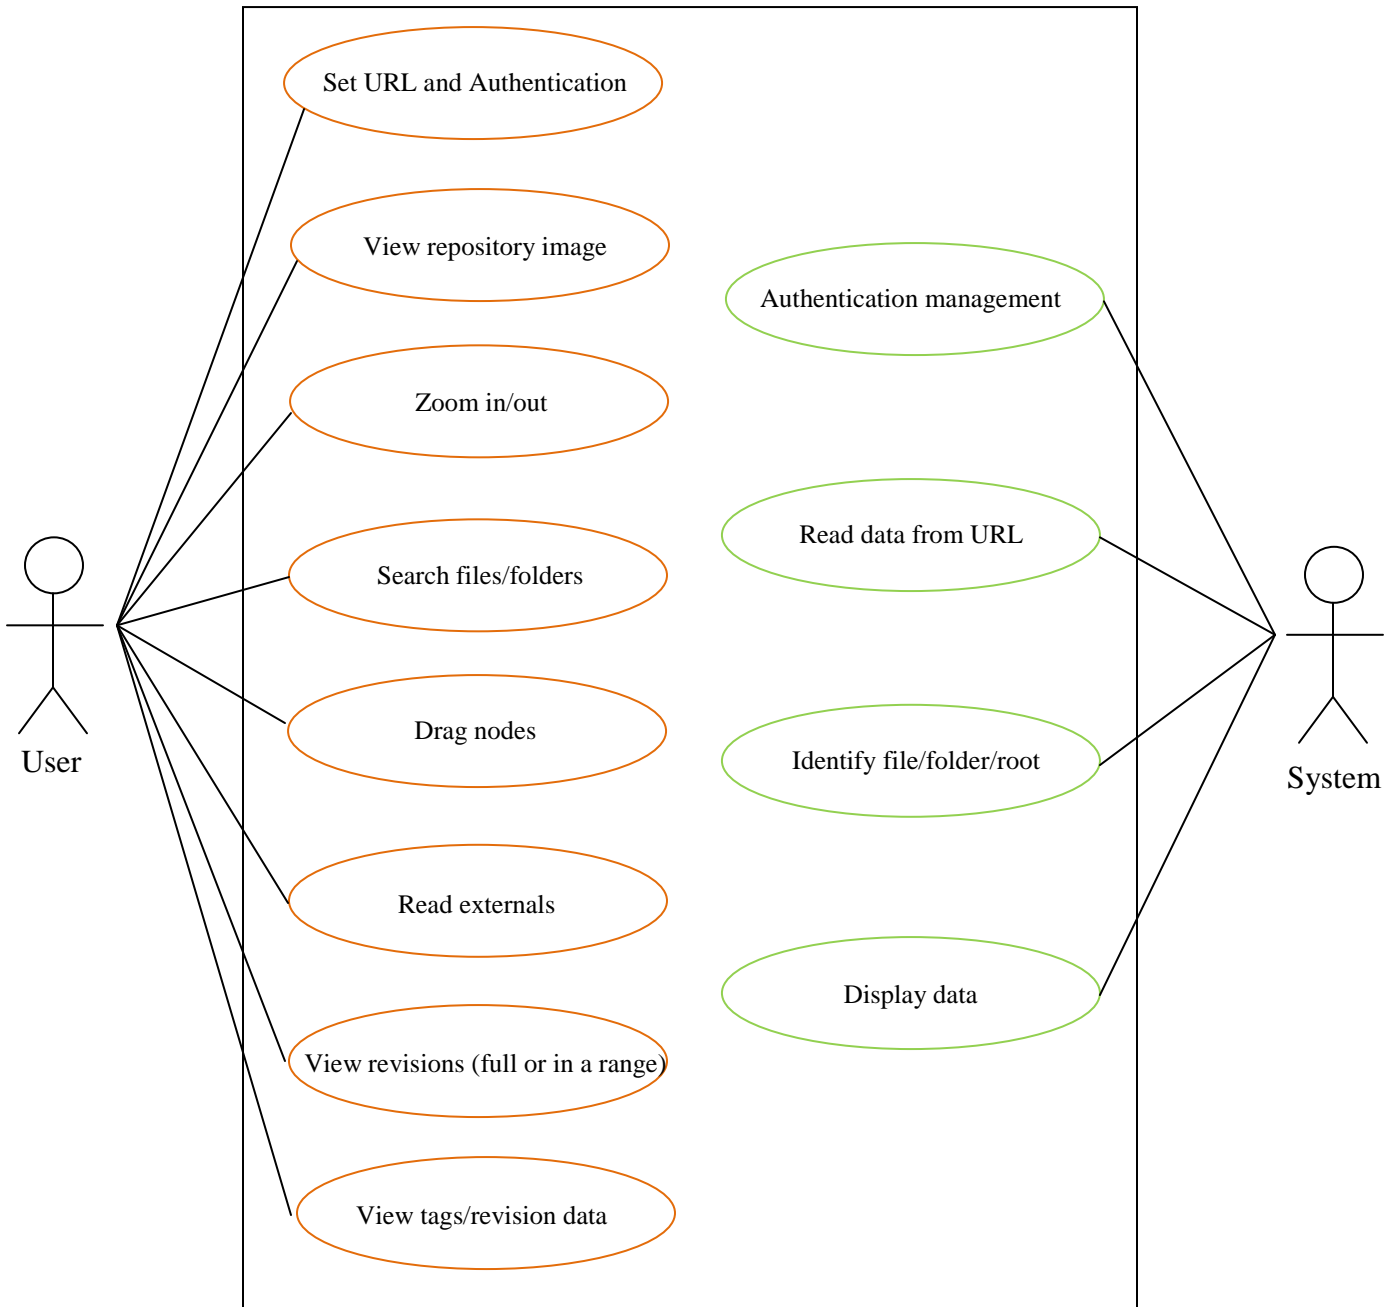 Set URL and Authentication
View repository image
Authentication management
Zoom in/out
Read data from URL
Search files/folders
Drag nodes
User
Identify file/folder/root
System
Read externals
Display data
View revisions (full or in a range)
View tags/revision data